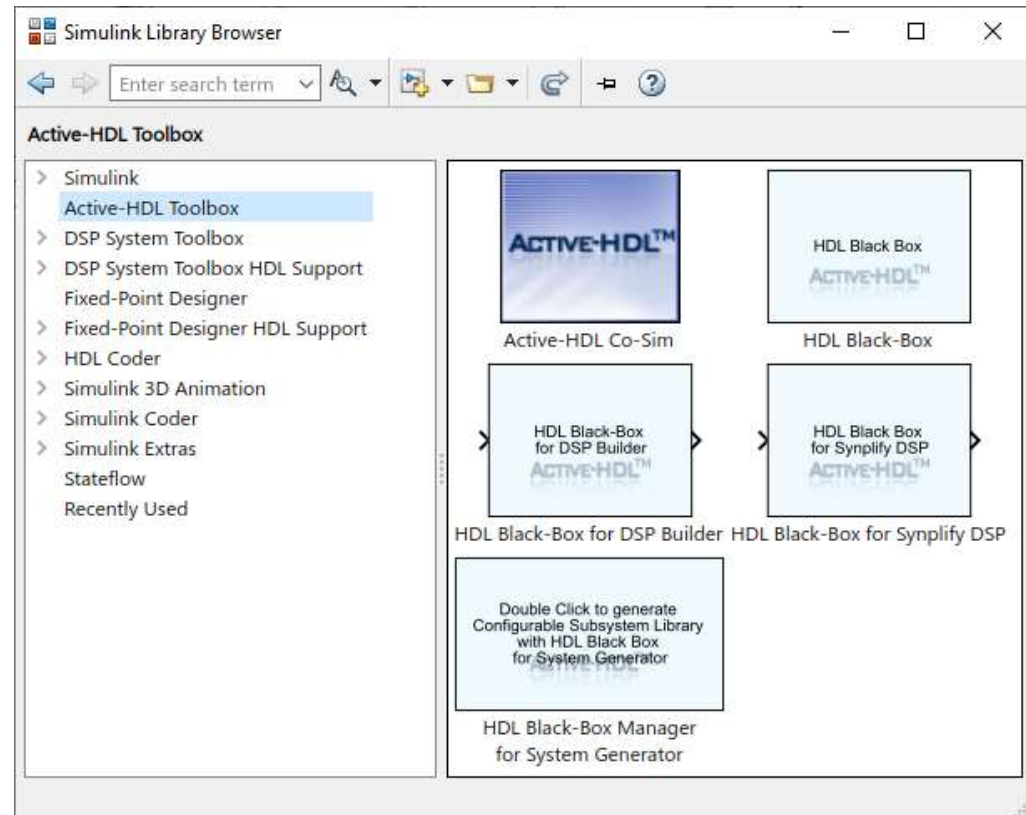 Simulink Library Browser
Enter search term
Active-HDL Toolbox
Simulink
Active-HDL Toolbox
DSP System Toolbox
DSP System Toolbox HDL Support
Fixed-Point Designer
Fixed-Point Designer HDL Support
HDL Coder
Simulink 3D Animation
Simulink Coder
Simulink Extras
Stateflow
Recently Used
ACTIVE-HDL™
Active-HDL Co-Sim
HDL Black Box
ACTIVE-HDL™
HDL Black-Box
HDL Black-Box
for DSP Builder
ACTIVE-HDL™
HDL Black-Box for DSP Builder
HDL Black Box
for Synplify DSP
ACTIVE-HDL™
HDL Black-Box for Synplify DSP
Double Click to generate
Configurable Subsystem Library
with HDL Black Box
for System Generator
ACTIVE-HDL™
HDL Black-Box Manager
for System Generator